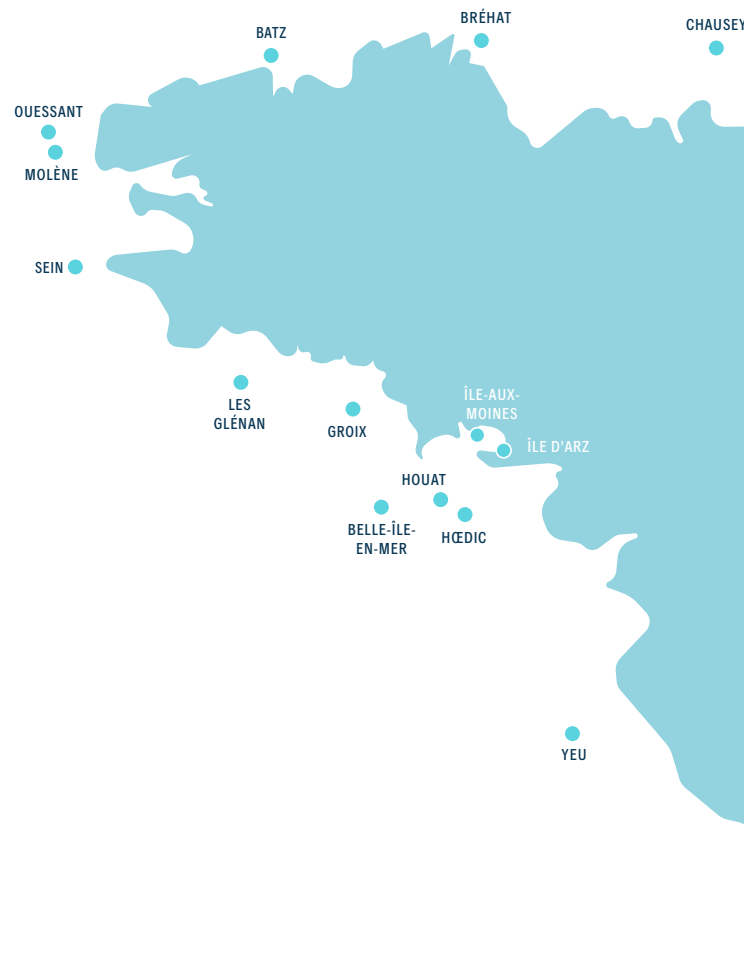 BRÉHAT
CHAUSEY
BATZ
OUESSANT
MOLÈNE
SEIN
LES
GLÉNAN
GROIX
ÎLE-AUX-
MOINES
ÎLE D'ARZ
HOUAT
BELLE-ÎLE-
EN-MER
HŒDIC
YEU